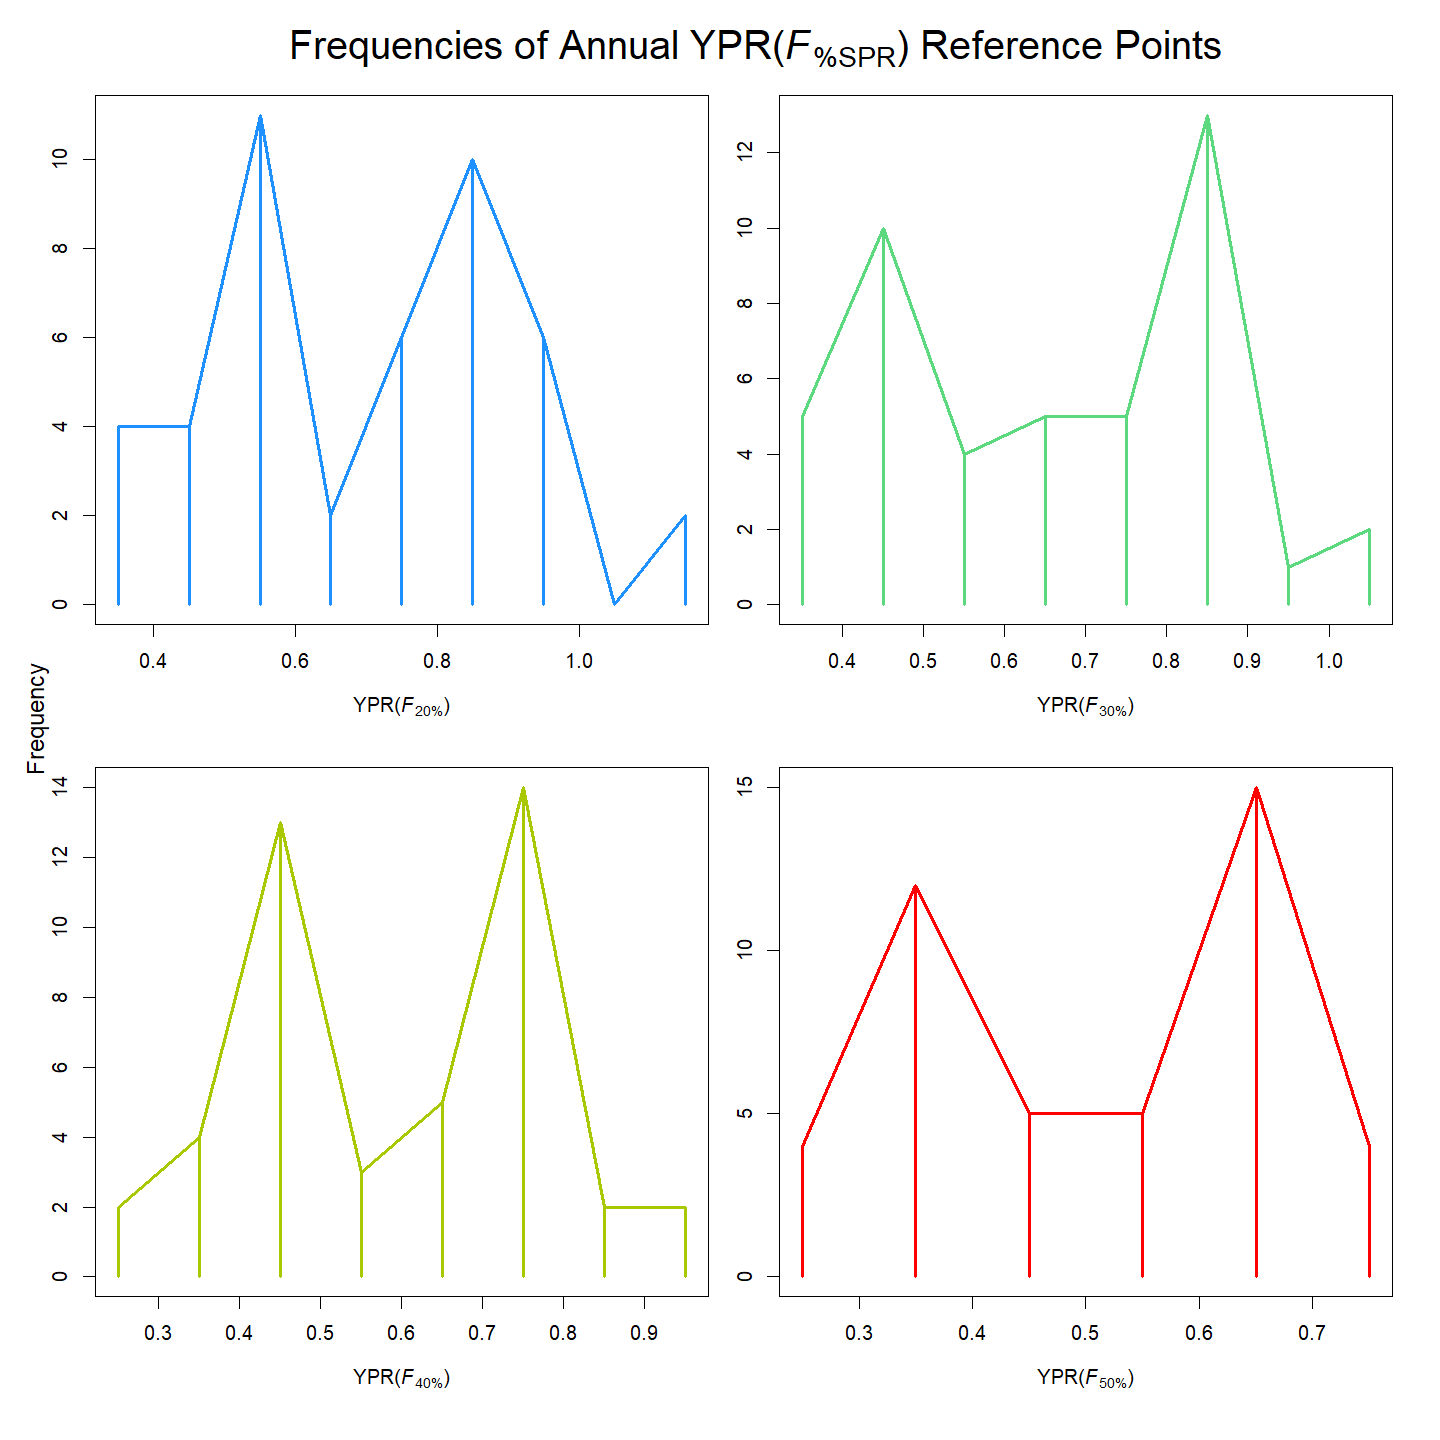 Frequencies of Annual YPR(F%SPR) Reference Points
Frequency
0 2 4 6 8 10
0.4 0.6 0.8 1.0
YPR(F20%)
0 2 4 6 8 10 12
0.4 0.5 0.6 0.7 0.8 0.9 1.0
YPR(F30%)
0 2 4 6 8 10 12 14
0.3 0.4 0.5 0.6 0.7 0.8 0.9
YPR(F40%)
0 5 10 15
0.3 0.4 0.5 0.6 0.7
YPR(F50%)